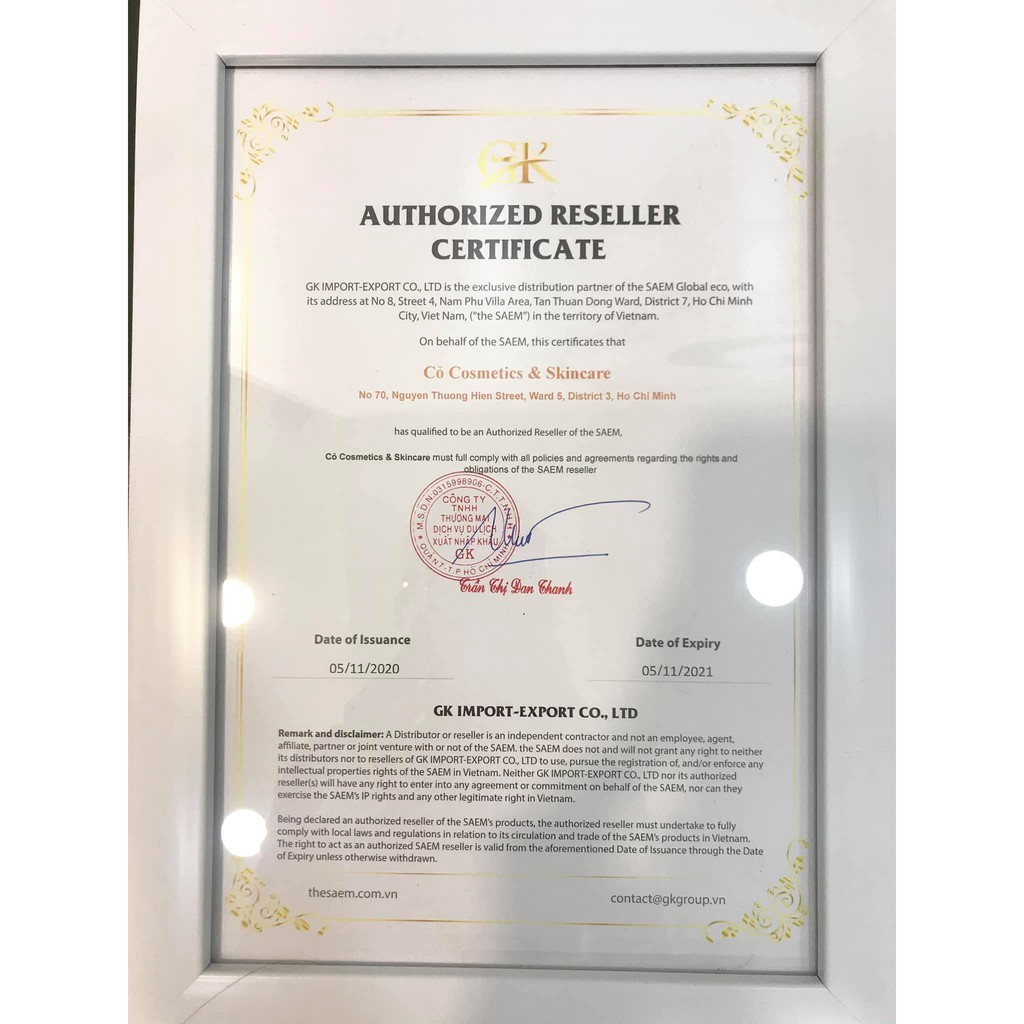 GK
AUTHORIZED RESELLER
CERTIFICATE
GK IMPORT-EXPORT CO., LTD is the exclusive distribution partner of the SAEM Global eco, with
its address at No 8, Street 4, Nam Phu Villa Area, Tan Thuan Dong Ward, District 7, Ho Chi Minh
City, Viet Nam, ("the SAEM") in the territory of Vietnam.
On behalf of the SAEM, this certificates that
Cỏ Cosmetics & Skincare
No 70, Nguyen Thuong Hien Street, Ward 5, District 3, Ho Chi Minh
has qualified to be an Authorized Reseller of the SAEM,
Cỏ Cosmetics & Skincare must full comply with all policies and agreements regarding the rights and
obligations of the SAEM reseller
M.S.D.N:0315998906-C.T.T.N.H.H
CÔNG TY
TNHH
THƯƠNG MẠI
DỊCH VỤ DU LỊCH
XUẤT NHẬP KHẨU
GK
QUẬN 7-T.P HỒ CHÍ MINH
Trần Thị Đan Thanh
Date of Issuance
Date of Expiry
05/11/2020
05/11/2021
GK IMPORT-EXPORT CO., LTD
Remark and disclaimer: A Distributor or reseller is an independent contractor and not an employee, agent,
affiliate, partner or joint venture with or not of the SAEM. the SAEM does not and will not grant any right to neither
its distributors nor to resellers of GK IMPORT-EXPORT CO., LTD to use, pursue the registration of, and/or enforce any
intellectual properties rights of the SAEM in Vietnam. Neither GK IMPORT-EXPORT CO., LTD nor its authorized
reseller(s) will have any right to enter into any agreement or commitment on behalf of the SAEM, nor can they
exercise the SAEM's IP rights and any other legitimate right in Vietnam.
Being declared an authorized reseller of the SAEM's products, the authorized reseller must undertake to fully
comply with local laws and regulations in relation to its circulation and trade of the SAEM's products in Vietnam.
The right to act as an authorized SAEM reseller is valid from the aforementioned Date of Issuance through the Date
of Expiry unless otherwise withdrawn.
thesaem.com.vn
contact@gkgroup.vn